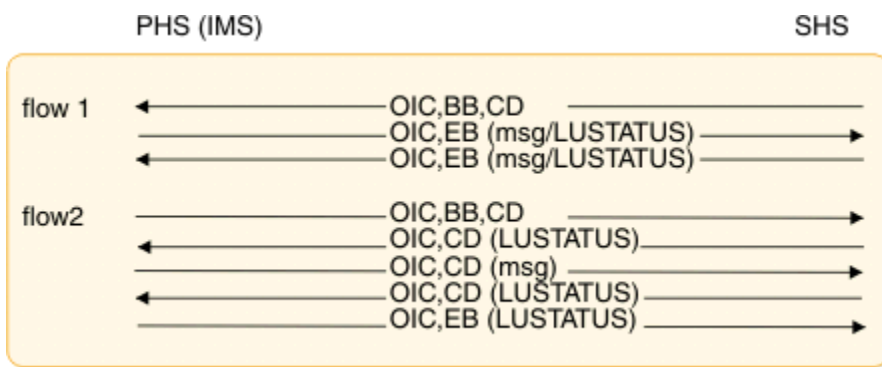 PHS (IMS) SHS
flow 1 OIC,BB,CD
OIC,EB (msg/LUSTATUS)
OIC,EB (msg/LUSTATUS)
flow2 OIC,BB,CD
OIC,CD (LUSTATUS)
OIC,CD (msg)
OIC,CD (LUSTATUS)
OIC,EB (LUSTATUS)